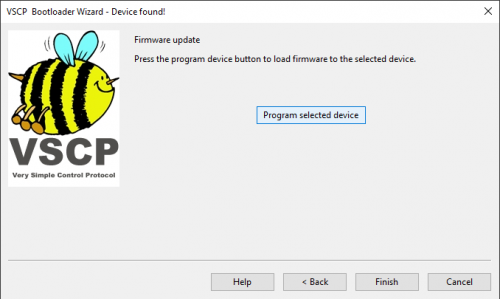 VSCP Bootloader Wizard - Device found!
Firmware update
Press the program device button to load firmware to the selected device.
Program selected device
VSCP
Very Simple Control Protocol
Help
< Back
Finish
Cancel